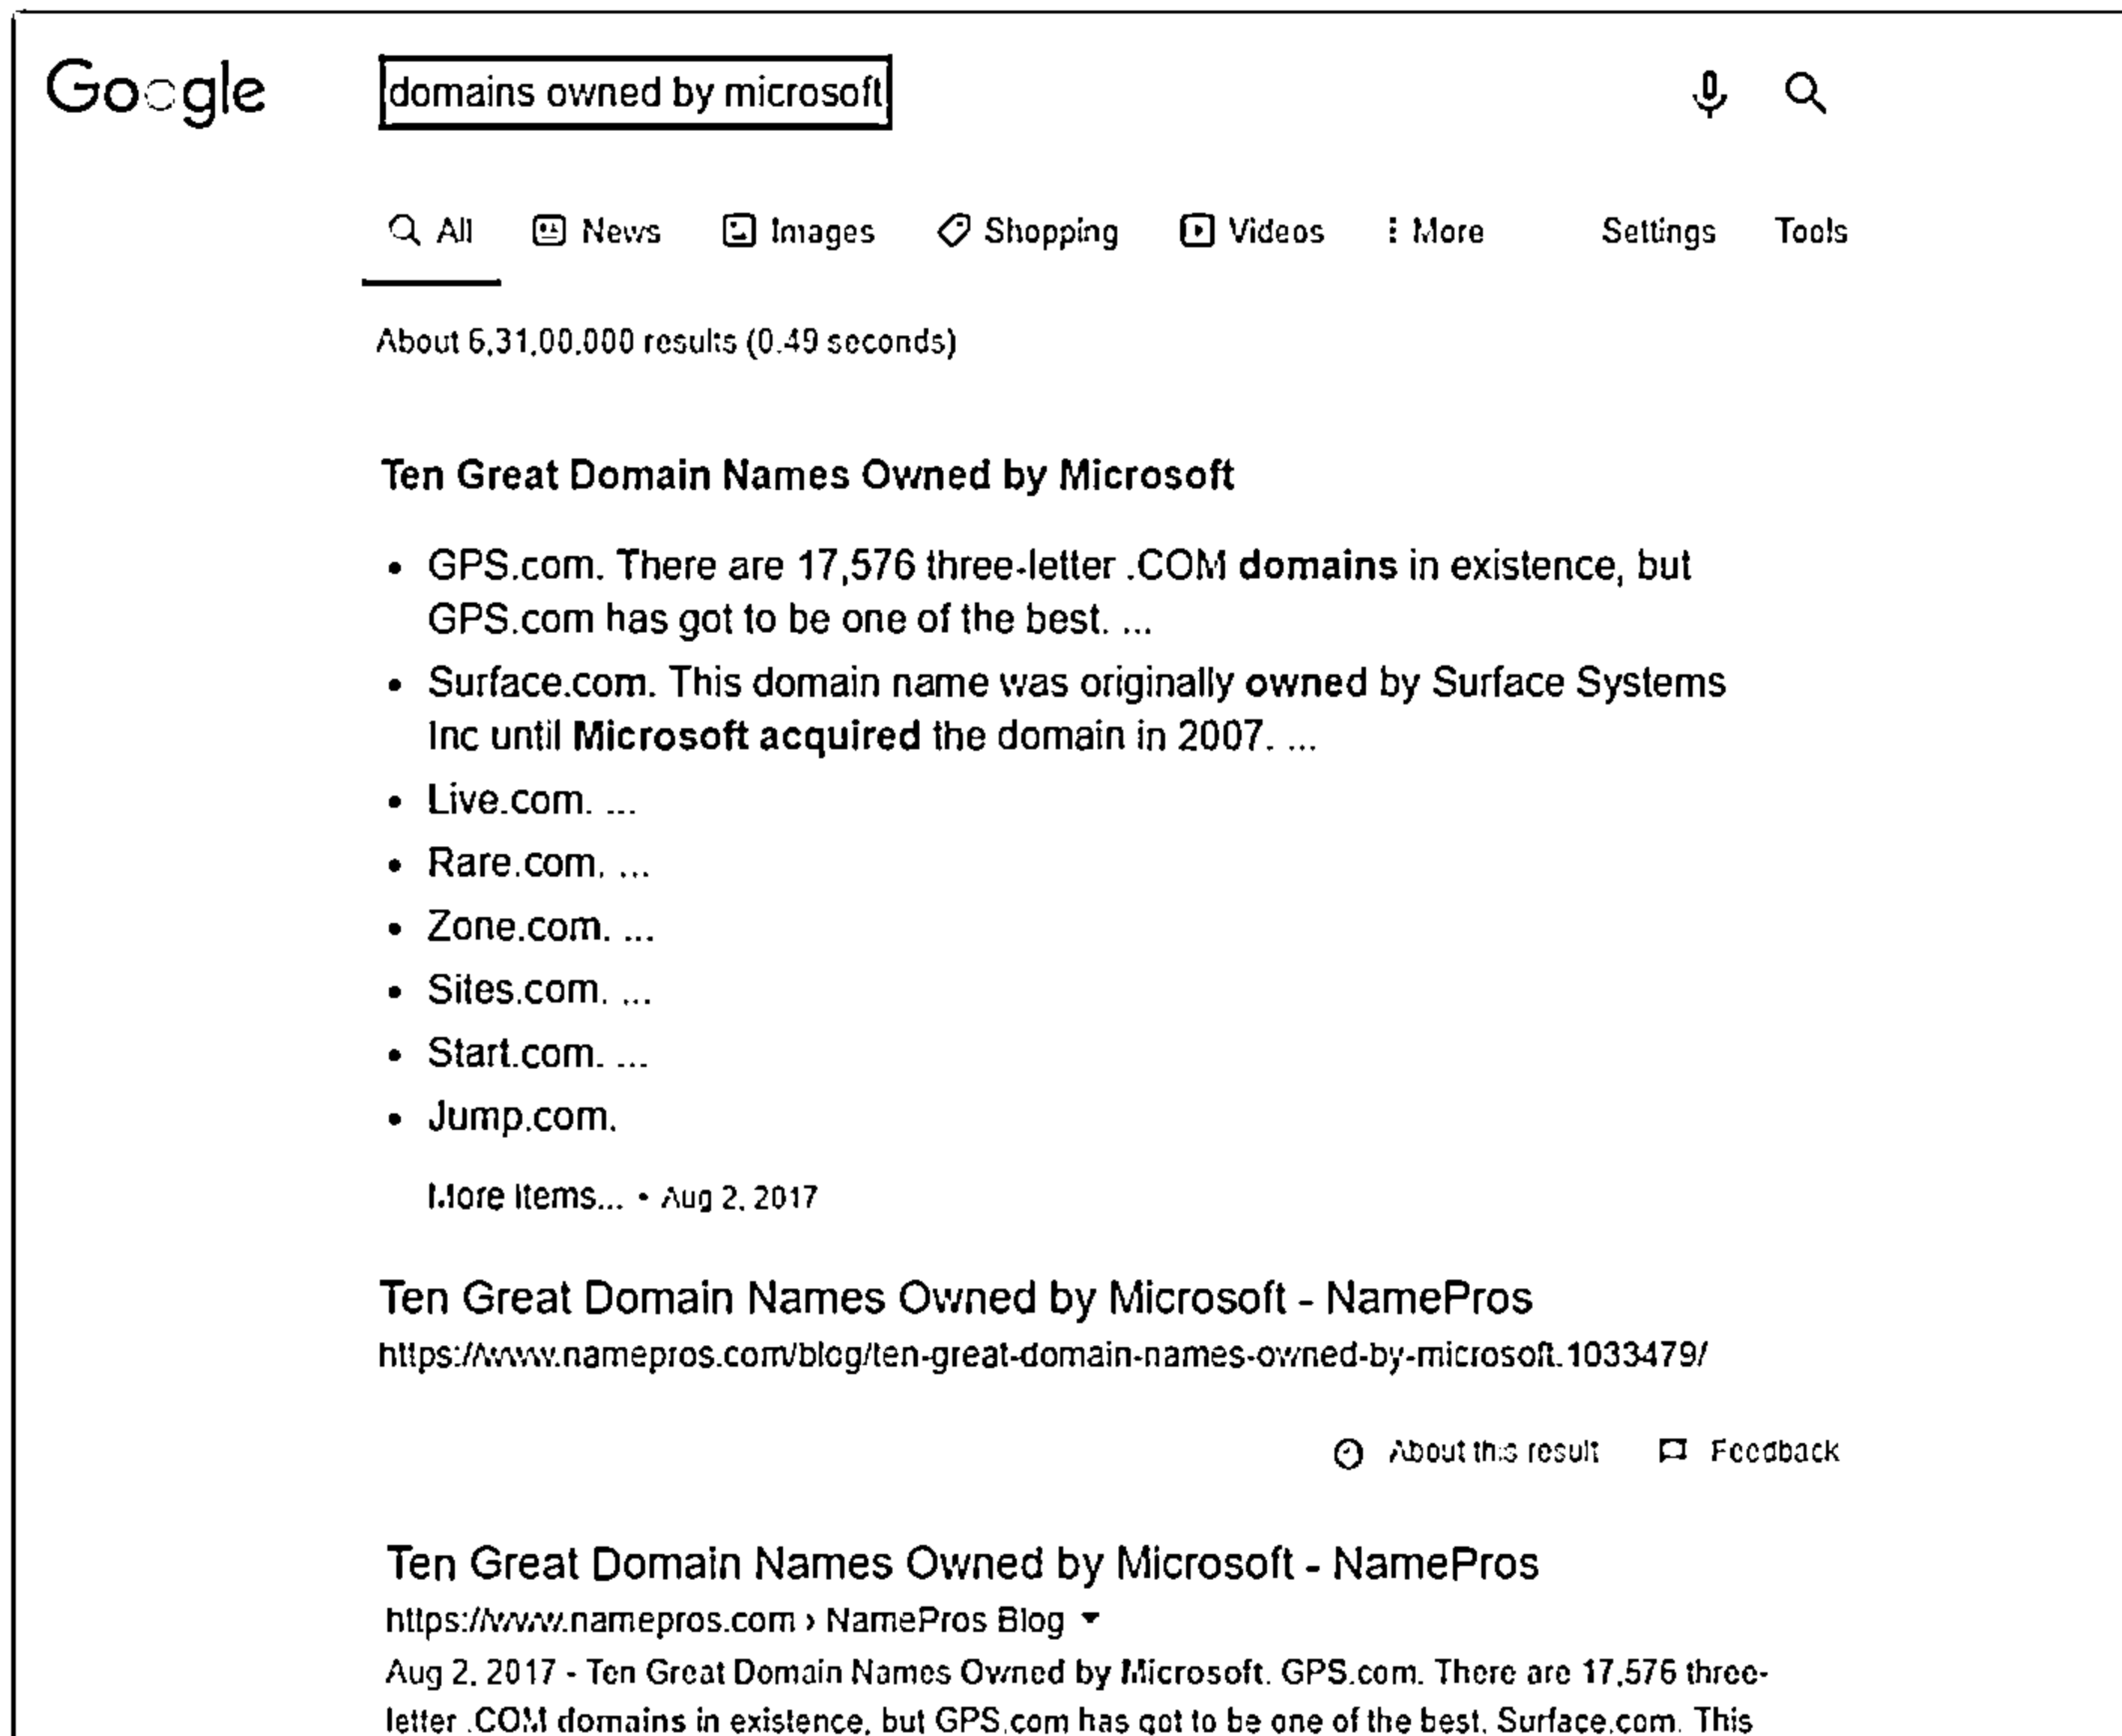 Google
domains owned by microsoft
All News Images Shopping Videos More Settings Tools
About 6,31,00,000 results (0.49 seconds)
Ten Great Domain Names Owned by Microsoft
• GPS.com. There are 17,576 three-letter .COM domains in existence, but
GPS.com has got to be one of the best. ...
• Surface.com. This domain name was originally owned by Surface Systems
Inc until Microsoft acquired the domain in 2007. ...
• Live.com. ...
• Rare.com. ...
• Zone.com. ...
• Sites.com. ...
• Start.com. ...
• Jump.com.
More Items... • Aug 2, 2017
Ten Great Domain Names Owned by Microsoft - NamePros
https://www.namepros.com/blog/ten-great-domain-names-owned-by-microsoft.1033479/
About this result Feedback
Ten Great Domain Names Owned by Microsoft - NamePros
https://www.namepros.com › NamePros Blog
Aug 2, 2017 - Ten Great Domain Names Owned by Microsoft. GPS.com. There are 17,576 three-
letter .COM domains in existence, but GPS.com has got to be one of the best. Surface.com. This